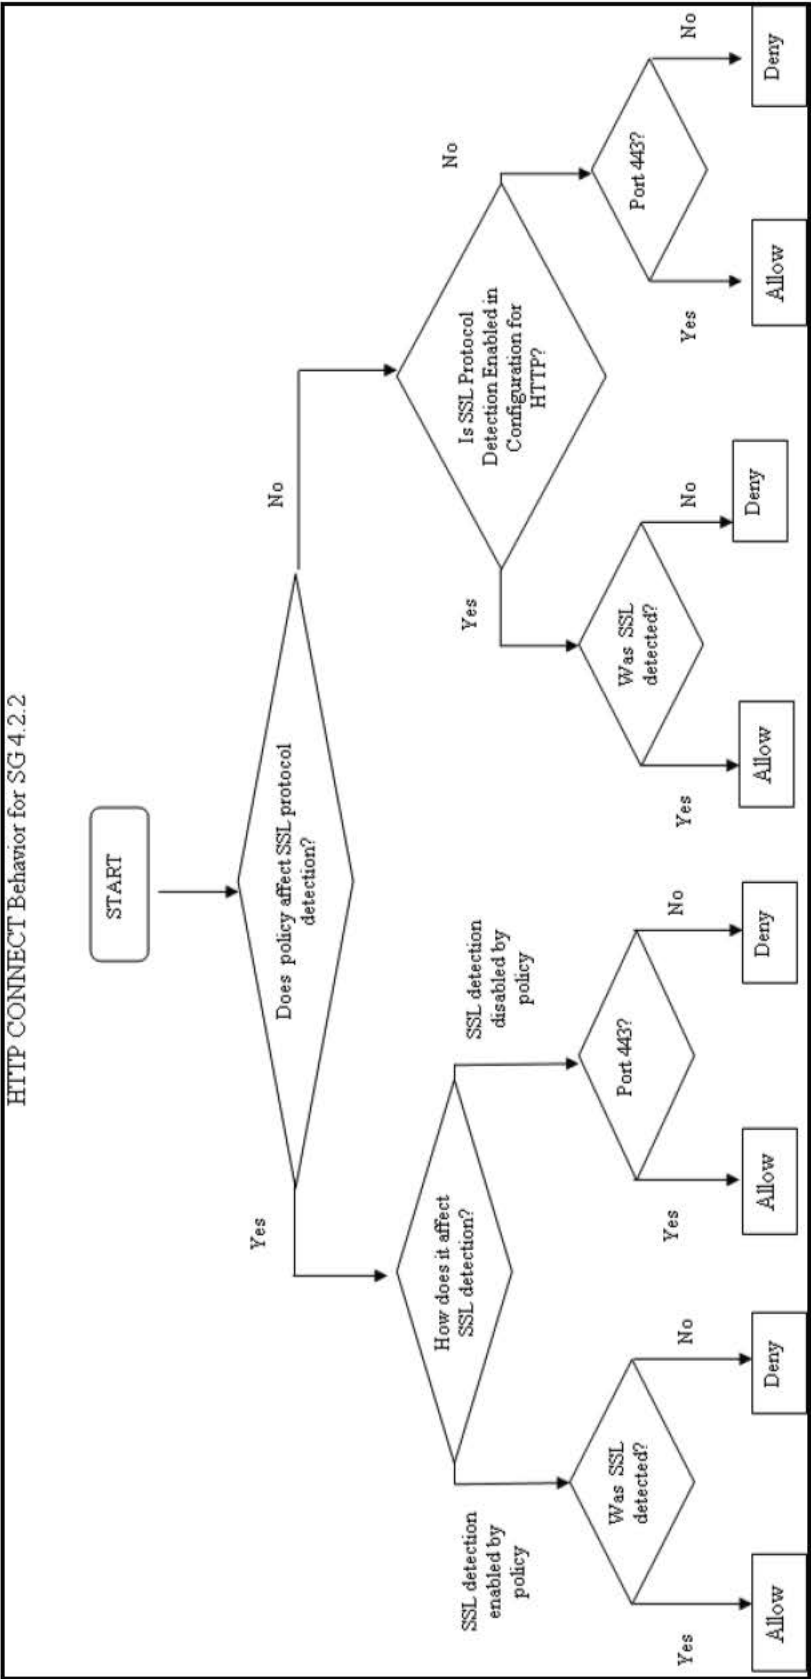 HTTP CONNECT Behavior for SG 4.2.2
START
Does policy affect SSL protocol
detection?
Yes
No
How does it affect
SSL detection?
Is SSL Protocol
Detection Enabled in
Configuration for
HTTP?
SSL detection
enabled by
policy
SSL detection
disabled by
policy
Yes
No
Was SSL
detected?
Port 443?
Was SSL
detected?
Port 443?
Yes
No
Yes
No
Yes
No
Yes
No
Allow
Deny
Allow
Deny
Allow
Deny
Allow
Deny